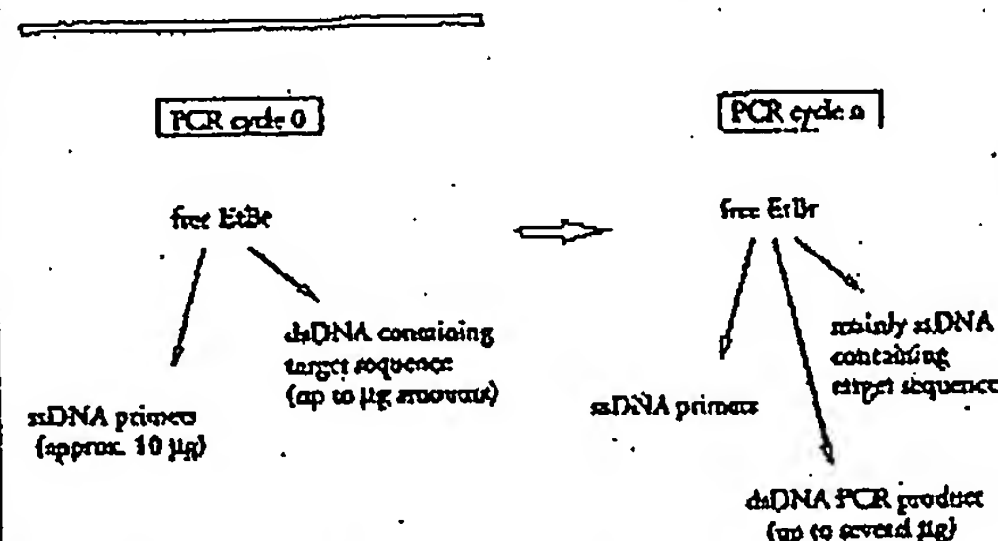 PCR cycle 0
free EtBr
dsDNA containing
target sequence
(up to µg amounts)
ssDNA primers
(approx. 10 µg)
PCR cycle n
free EtBr
mainly ssDNA
containing
target sequence
ssDNA primers
dsDNA PCR product
(up to several µg)